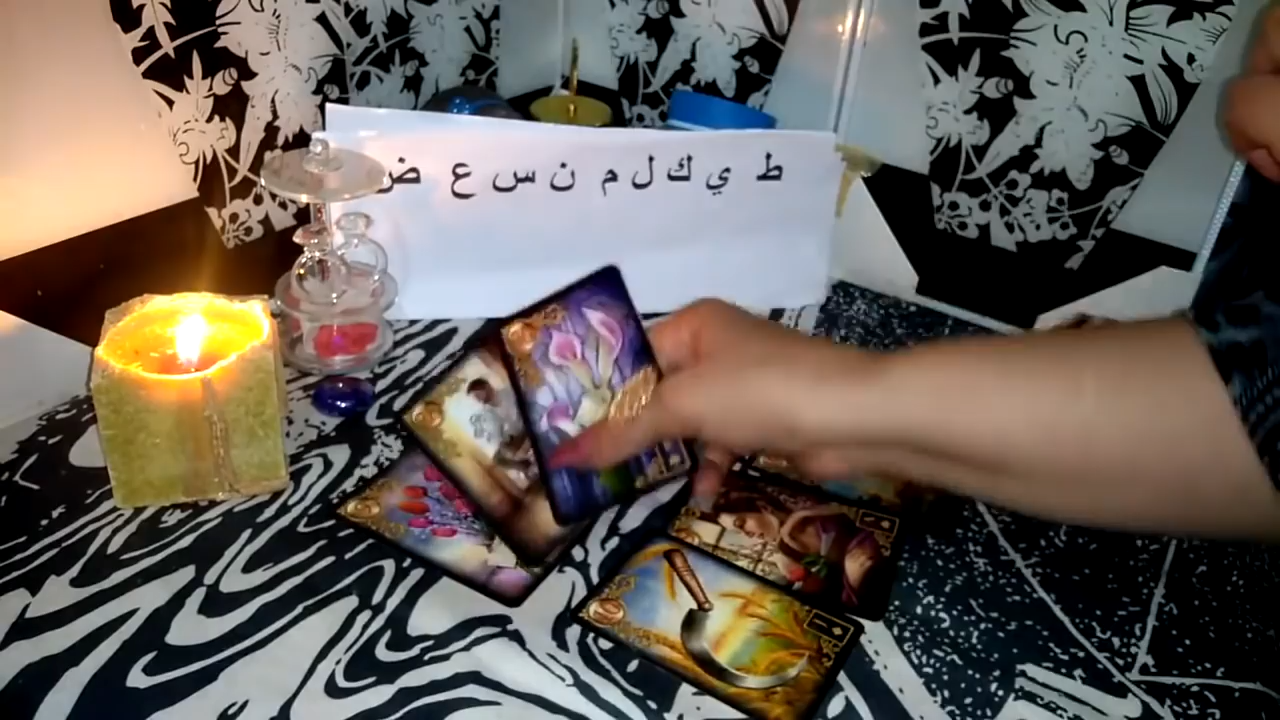 ط ي ك ل م ن س ع ض